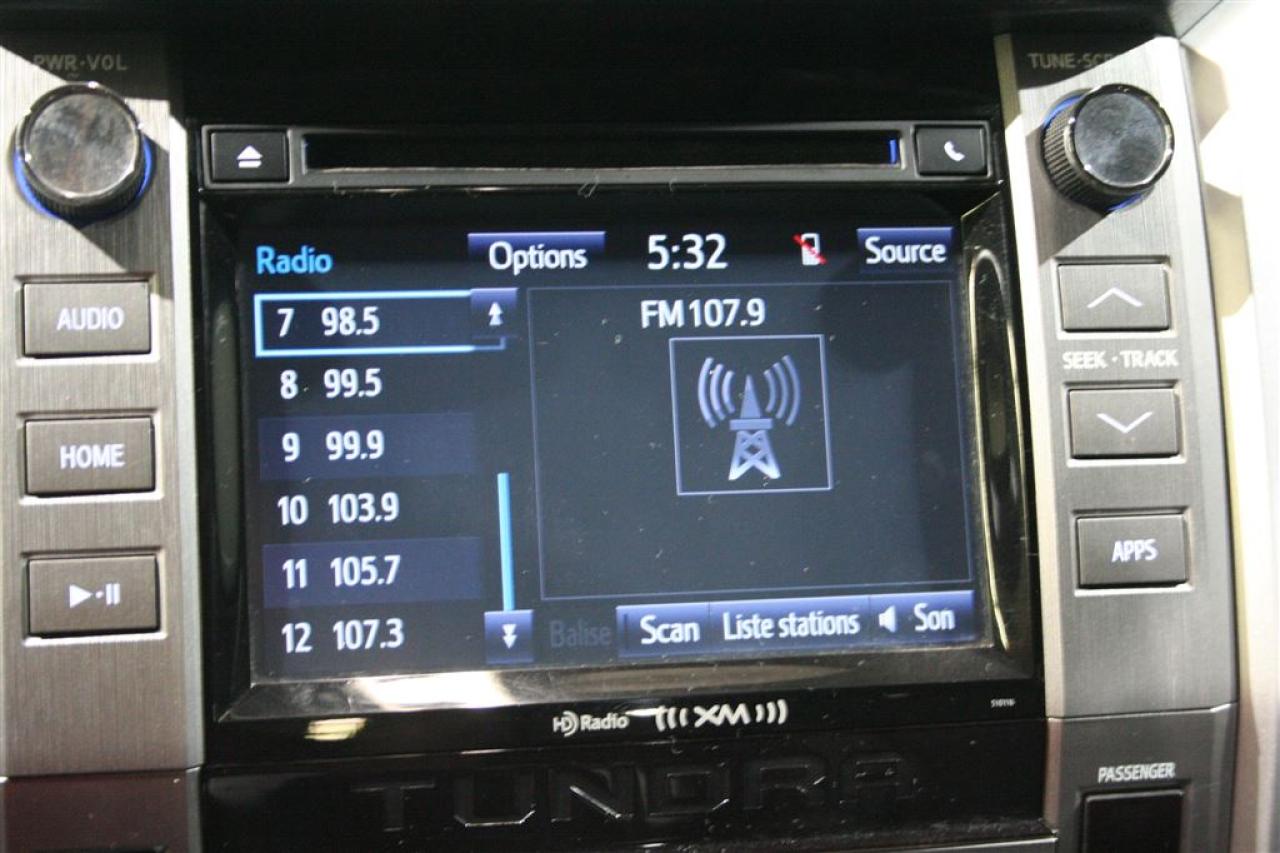 PWR·VOL
TUNE·SCR
Radio
Options
5:32
Source
7 98.5
FM 107.9
8 99.5
9 99.9
10 103.9
11 105.7
12 107.3
Balise
Scan
Liste stations
Son
AUDIO
HOME
SEEK · TRACK
APPS
HD Radio
((( XM )))
510116
TUNDRA
PASSENGER